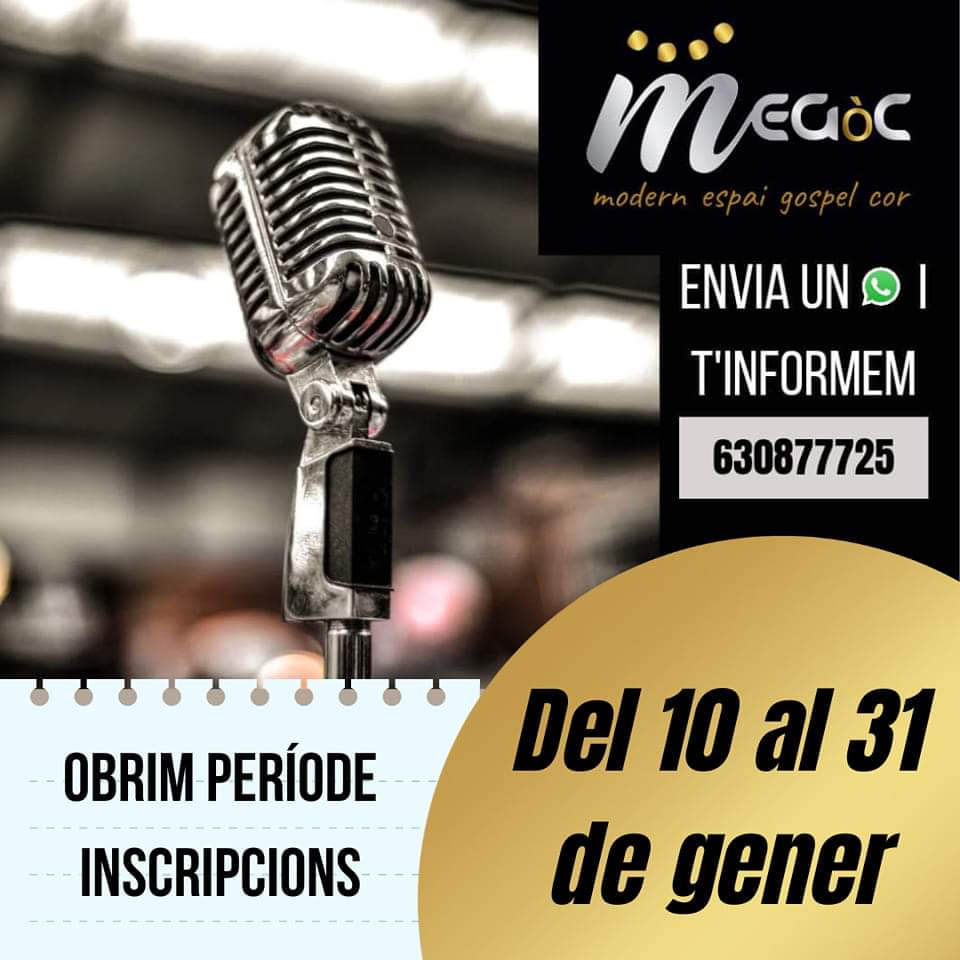 MEGÒC
modern espai gospel cor
ENVIA UN I
T'INFORMEM
630877725
OBRIM PERÍODE
INSCRIPCIONS
Del 10 al 31
de gener